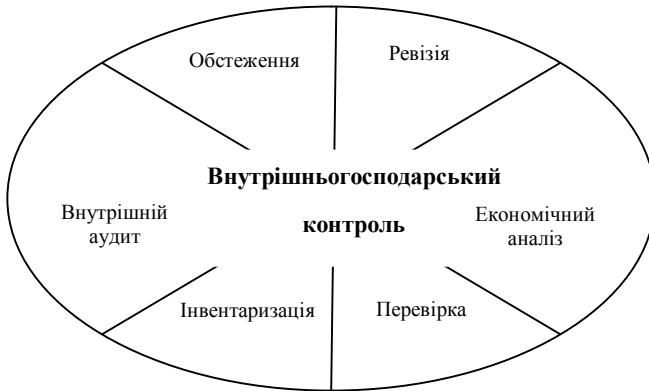 Обстеження
Ревізія
Внутрішньогосподарський
контроль
Внутрішній
аудит
Економічний
аналіз
Інвентаризація
Перевірка